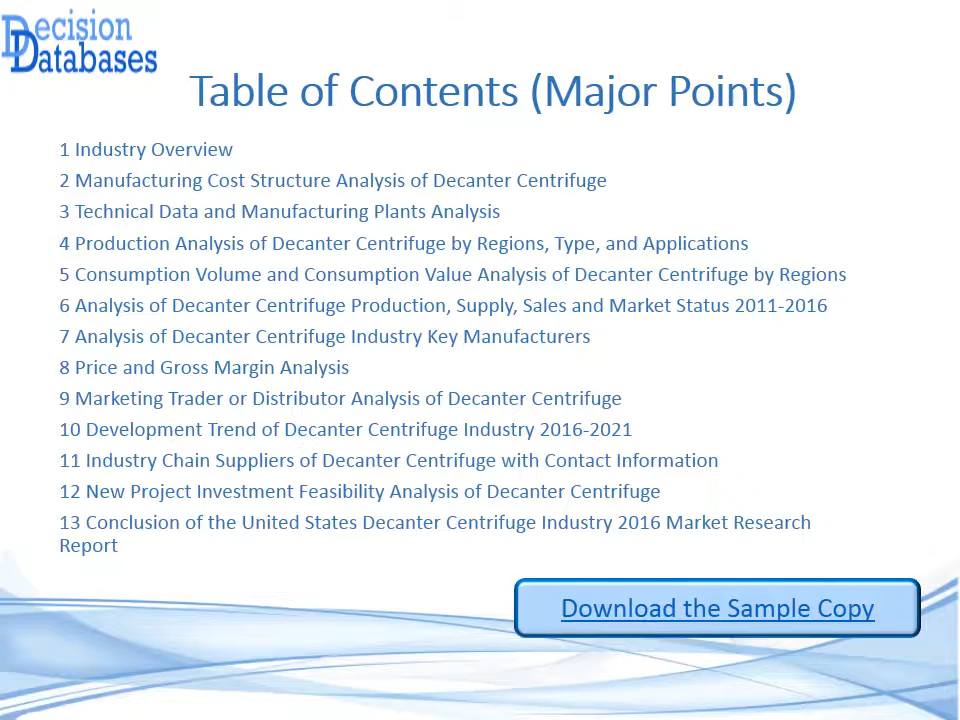 Decision
Databases
Table of Contents (Major Points)
1 Industry Overview
2 Manufacturing Cost Structure Analysis of Decanter Centrifuge
3 Technical Data and Manufacturing Plants Analysis
4 Production Analysis of Decanter Centrifuge by Regions, Type, and Applications
5 Consumption Volume and Consumption Value Analysis of Decanter Centrifuge by Regions
6 Analysis of Decanter Centrifuge Production, Supply, Sales and Market Status 2011-2016
7 Analysis of Decanter Centrifuge Industry Key Manufacturers
8 Price and Gross Margin Analysis
9 Marketing Trader or Distributor Analysis of Decanter Centrifuge
10 Development Trend of Decanter Centrifuge Industry 2016-2021
11 Industry Chain Suppliers of Decanter Centrifuge with Contact Information
12 New Project Investment Feasibility Analysis of Decanter Centrifuge
13 Conclusion of the United States Decanter Centrifuge Industry 2016 Market Research
Report
Download the Sample Copy